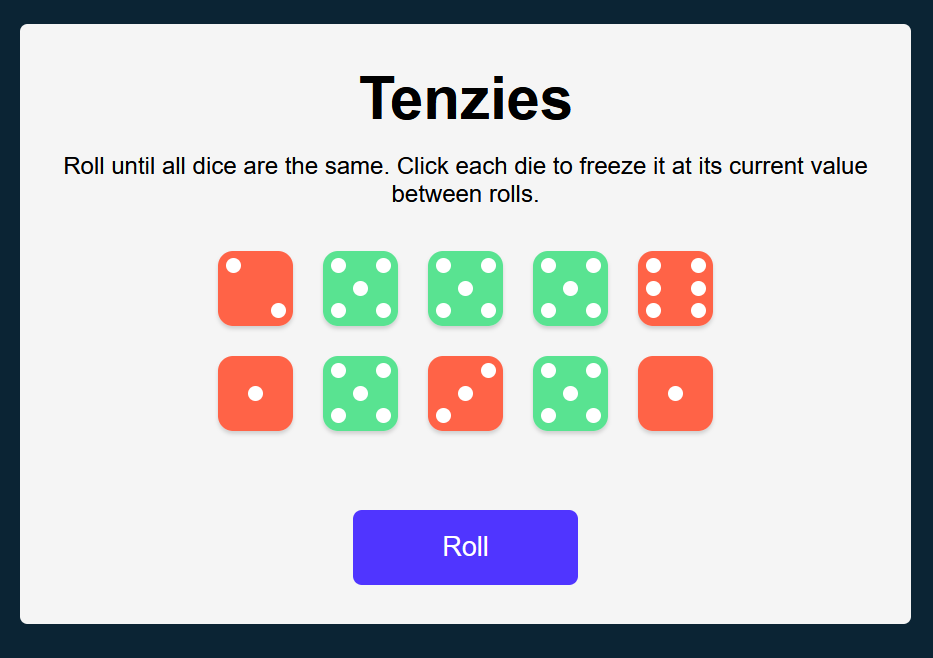 Tenzies
Roll until all dice are the same. Click each die to freeze it at its current value
between rolls.
Roll